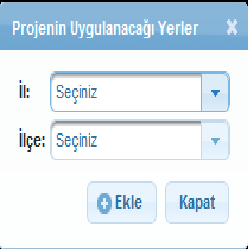 Projenin Uygulanacağı Yerler
İl: Seçiniz
İlçe: Seçiniz
Ekle Kapat